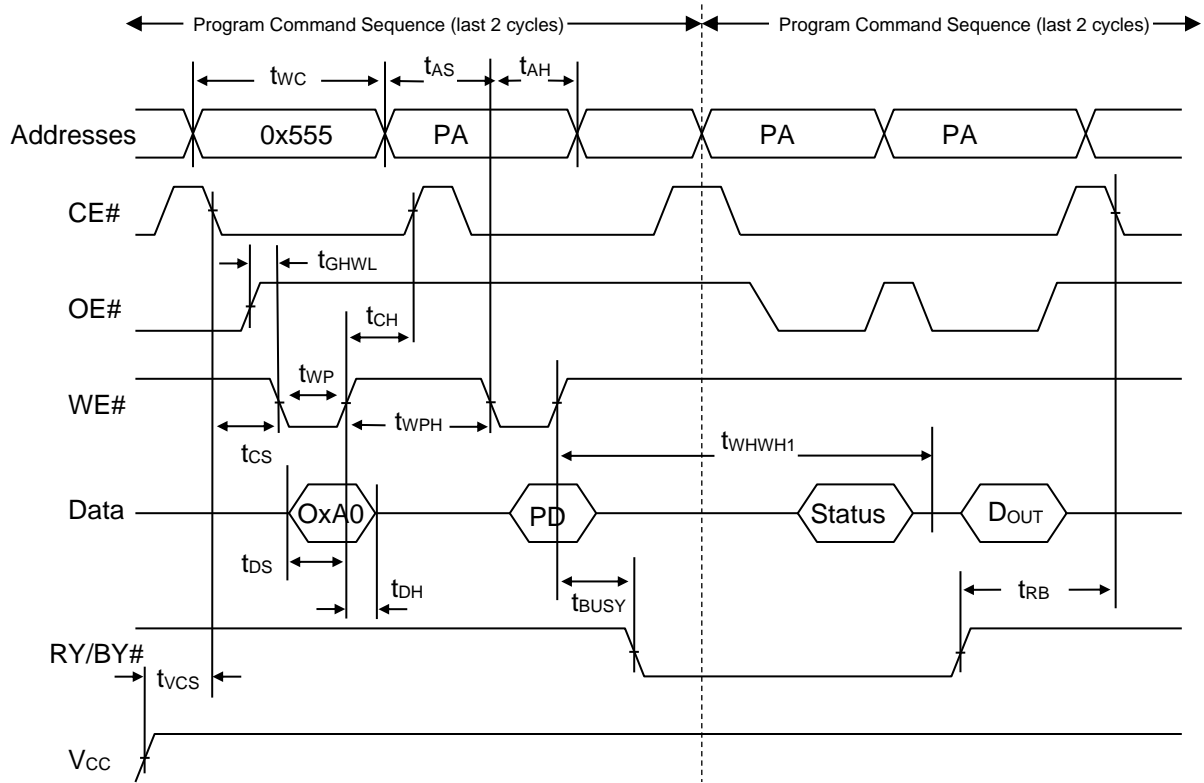 Program Command Sequence (last 2 cycles) Program Command Sequence (last 2 cycles)
tWC tAS tAH
Addresses 0x555 PA PA PA
CE#
tGHWL
OE#
tCH
tWP
WE#
tWPH
tCS tWHWH1
Data OxA0 PD Status DOUT
tDS tDH tBUSY tRB
RY/BY#
tVCS
VCC